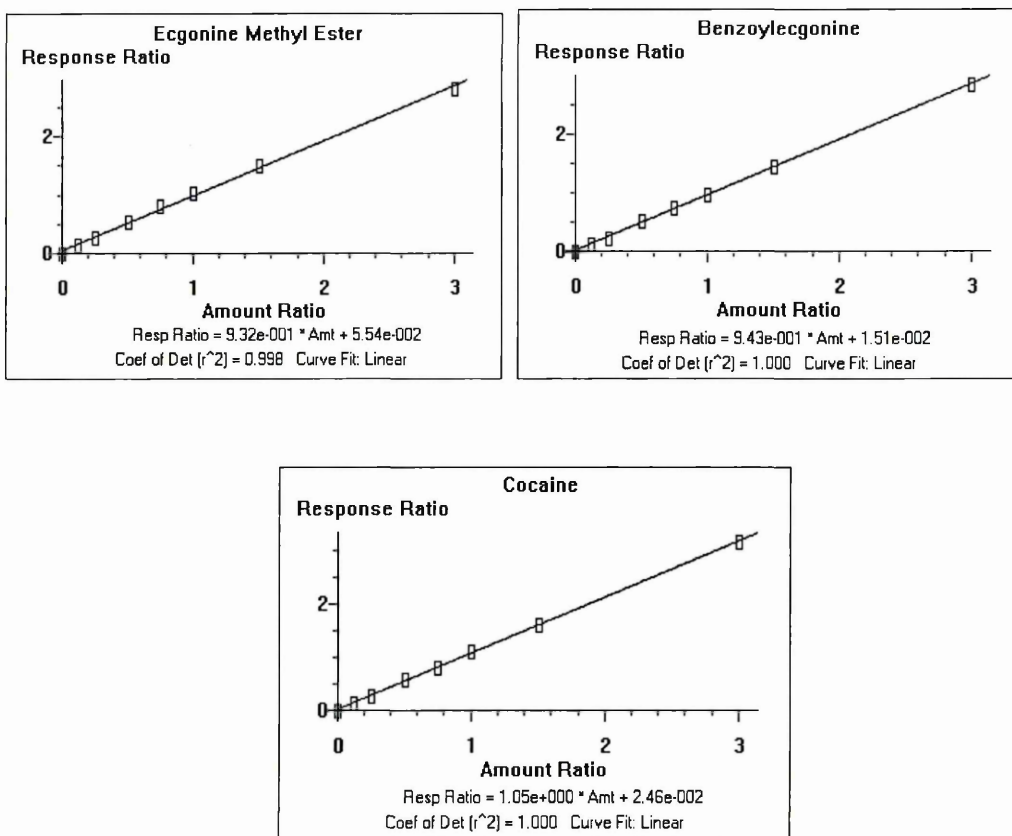 Ecgonine Methyl Ester
Response Ratio
2
0
0 1 2 3
Amount Ratio
Resp Ratio = 9.32e-001 * Amt + 5.54e-002
Coef of Det (r^2) = 0.998 Curve Fit: Linear
Benzoylecgonine
Response Ratio
2
0
0 1 2 3
Amount Ratio
Resp Ratio = 9.43e-001 * Amt + 1.51e-002
Coef of Det (r^2) = 1.000 Curve Fit: Linear
Cocaine
Response Ratio
2
0
0 1 2 3
Amount Ratio
Resp Ratio = 1.05e+000 * Amt + 2.46e-002
Coef of Det (r^2) = 1.000 Curve Fit: Linear